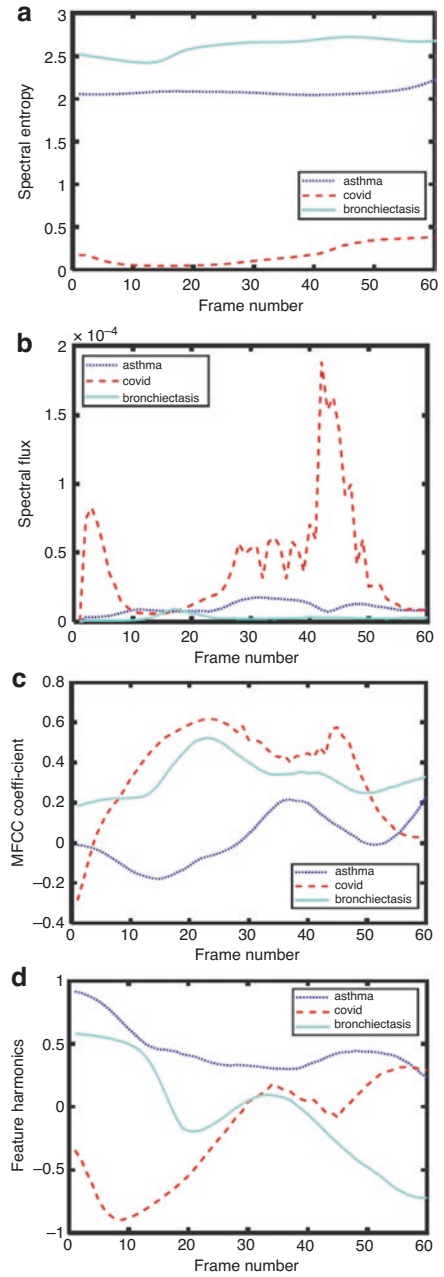 a
3
2.5
2
1.5
1
0.5
0
Spectral entropy
asthma
covid
bronchiectasis
0 10 20 30 40 50 60
Frame number
b
× 10⁻⁴
2
1.5
1
0.5
0
Spectral flux
asthma
covid
bronchiectasis
0 10 20 30 40 50 60
Frame number
c
0.8
0.6
0.4
0.2
0
−0.2
−0.4
MFCC coeffi-cient
asthma
covid
bronchiectasis
0 10 20 30 40 50 60
Frame number
d
1
0.5
0
−0.5
−1
Feature harmonics
asthma
covid
bronchiectasis
0 10 20 30 40 50 60
Frame number